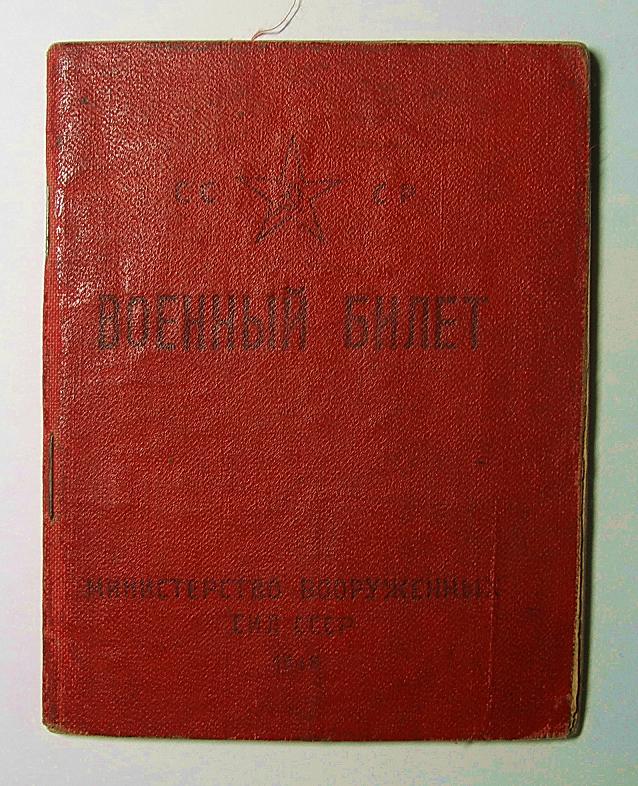 СС СР
ВОЕННЫЙ БИЛЕТ
МИНИСТЕРСТВО ВООРУЖЕННЫХ
СИЛ СССР